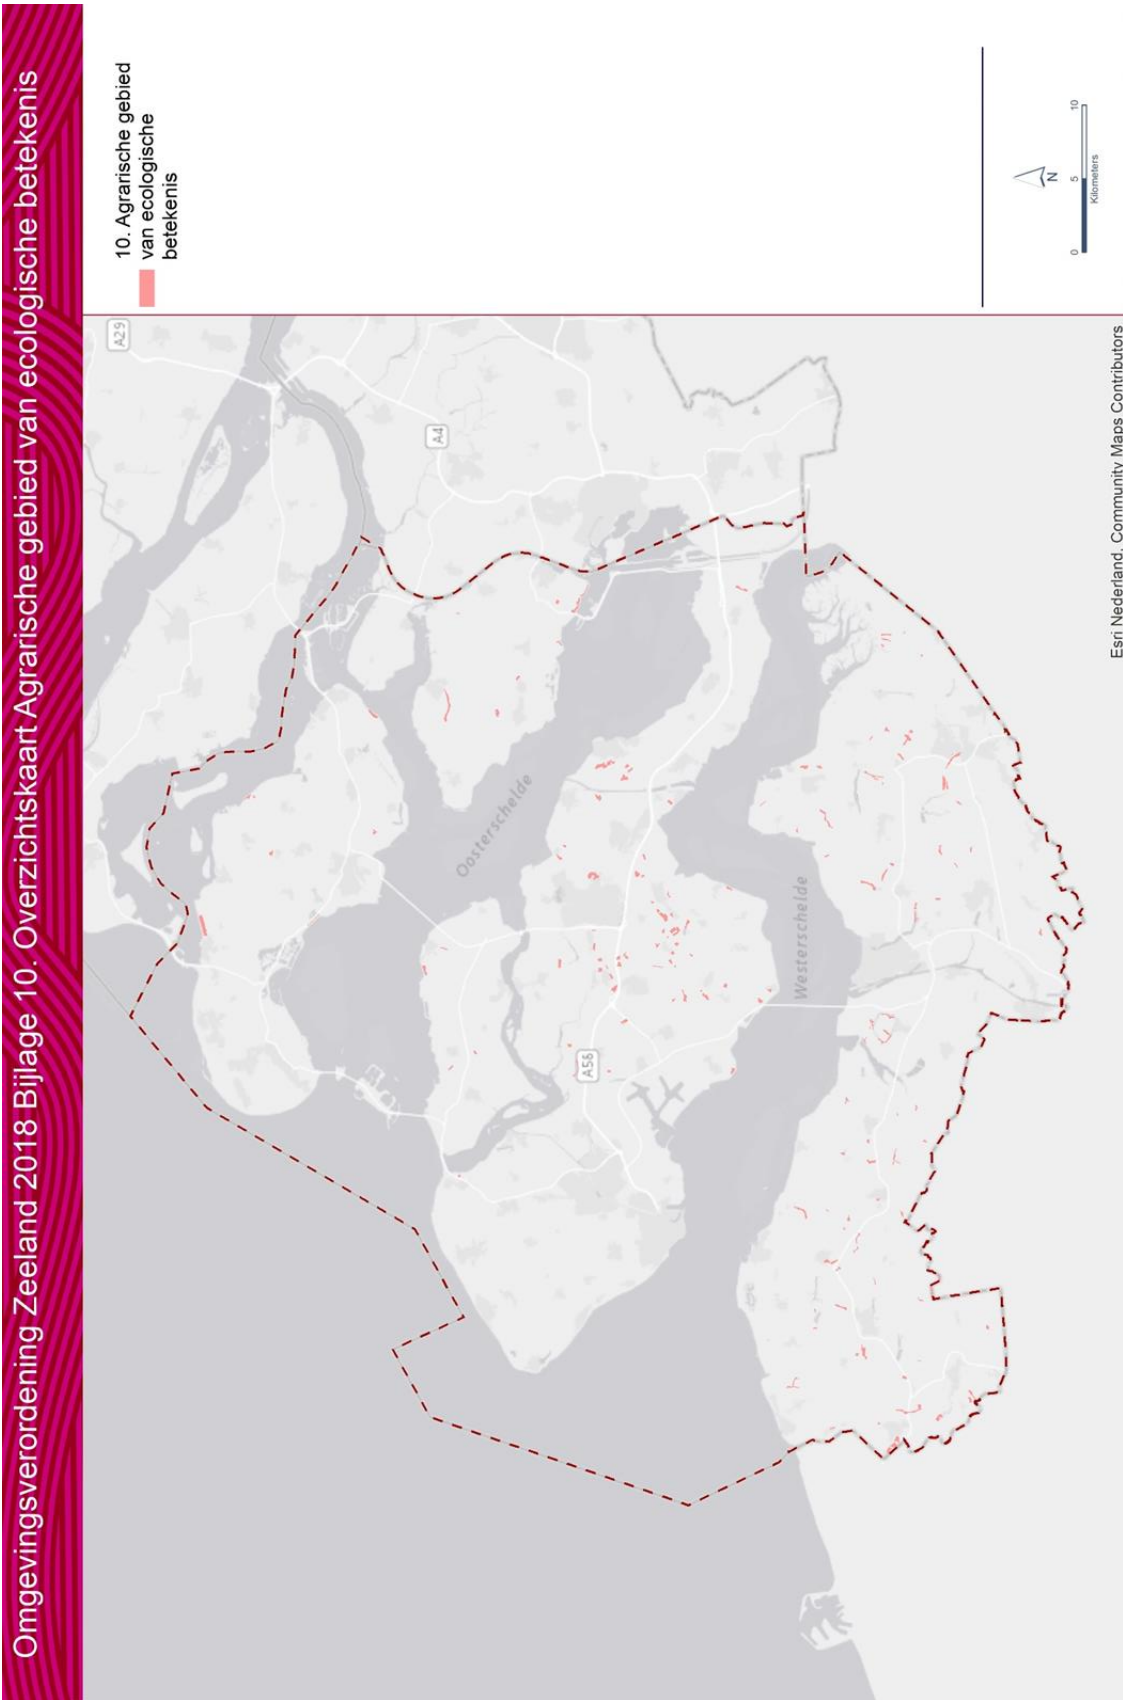 Omgevingsverordening Zeeland 2018 Bijlage 10. Overzichtskaart Agrarische gebied van ecologische betekenis
10. Agrarische gebied
van ecologische
betekenis
A29
A4
Oosterschelde
A56
Westerschelde
N
0 5 10
Kilometers
Esri Nederland, Community Maps Contributors